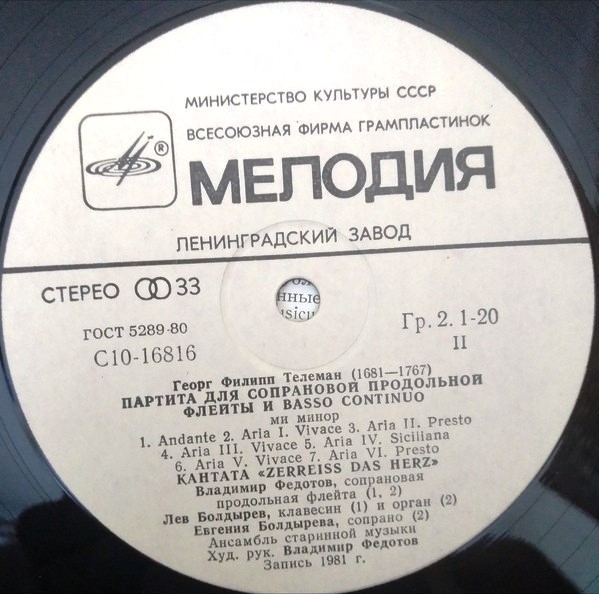 МИНИСТЕРСТВО КУЛЬТУРЫ СССР
ВСЕСОЮЗНАЯ ФИРМА ГРАМПЛАСТИНОК
®
МЕЛОДИЯ
ЛЕНИНГРАДСКИЙ ЗАВОД
СТЕРЕО 33
нные
ГОСТ 5289-80
Гр. 2. 1-20
С10-16816
II
Георг Филипп Телеман (1681—1767)
ПАРТИТА ДЛЯ СОПРАНОВОЙ ПРОДОЛЬНОЙ
ФЛЕЙТЫ И BASSO CONTINUO
ми минор
1. Andante 2. Aria I. Vivace 3. Aria II. Presto
4. Aria III. Vivace 5. Aria IV. Siciliana
6. Aria V. Vivace 7. Aria VI. Presto
КАНТАТА «ZERREISS DAS HERZ»
Владимир Федотов, сопрановая
продольная флейта (1, 2)
Лев Болдырев, клавесин (1) и орган (2)
Евгения Болдырева, сопрано (2)
Ансамбль старинной музыки
Худ. рук. Владимир Федотов
Запись 1981 г.